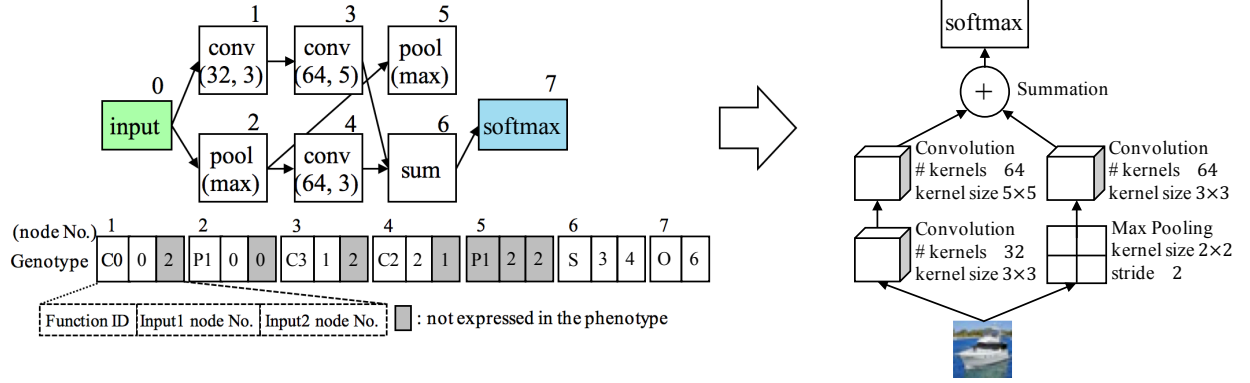 0
input
1
conv
(32, 3)
3
conv
(64, 5)
5
pool
(max)
2
pool
(max)
4
conv
(64, 3)
6
sum
7
softmax
(node No.) 1 2 3 4 5 6 7
Genotype C0 0 2 P1 0 0 C3 1 2 C2 2 1 P1 2 2 S 3 4 O 6
Function ID Input1 node No. Input2 node No. : not expressed in the phenotype
softmax
+ Summation
Convolution
# kernels 64
kernel size 5×5
Convolution
# kernels 64
kernel size 3×3
Convolution
# kernels 32
kernel size 3×3
Max Pooling
kernel size 2×2
stride 2